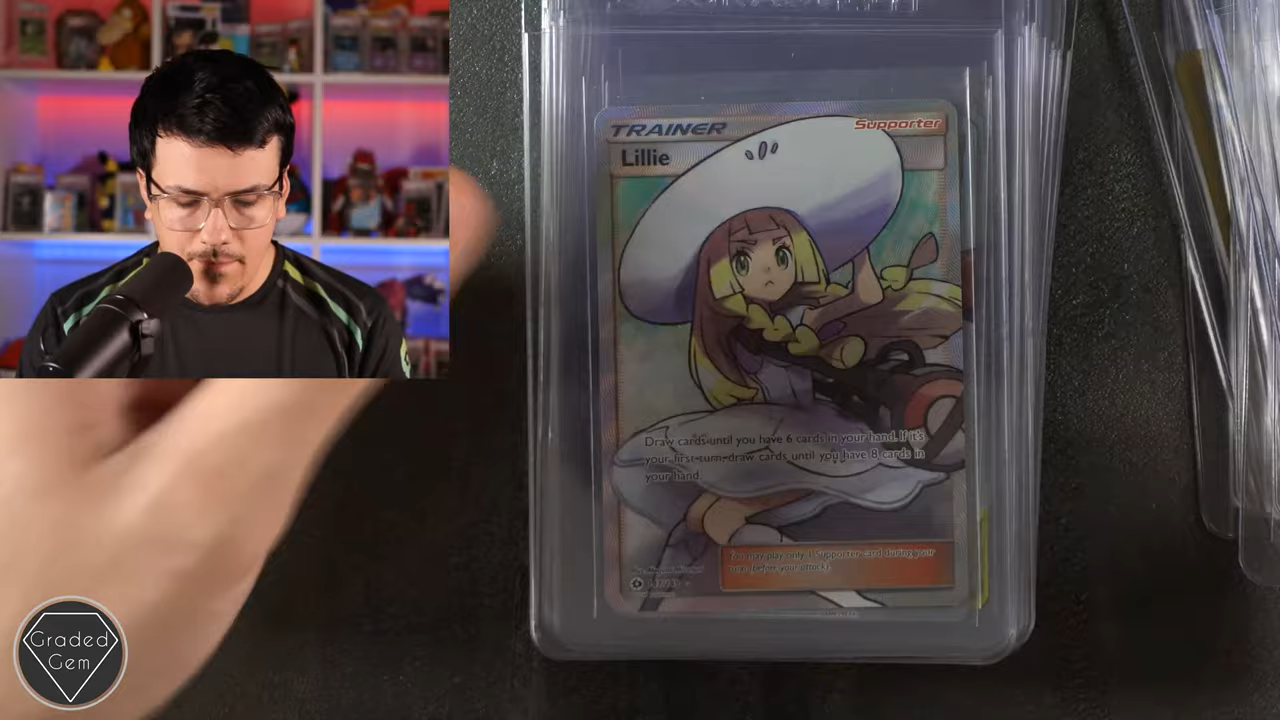 TRAINER
Supporter
Lillie
Draw cards until you have 6 cards in your hand. If it's
your first turn, draw cards until you have 8 cards in
your hand.
You may play only 1 Supporter card during your
turn (before your attack).
Graded
Gem